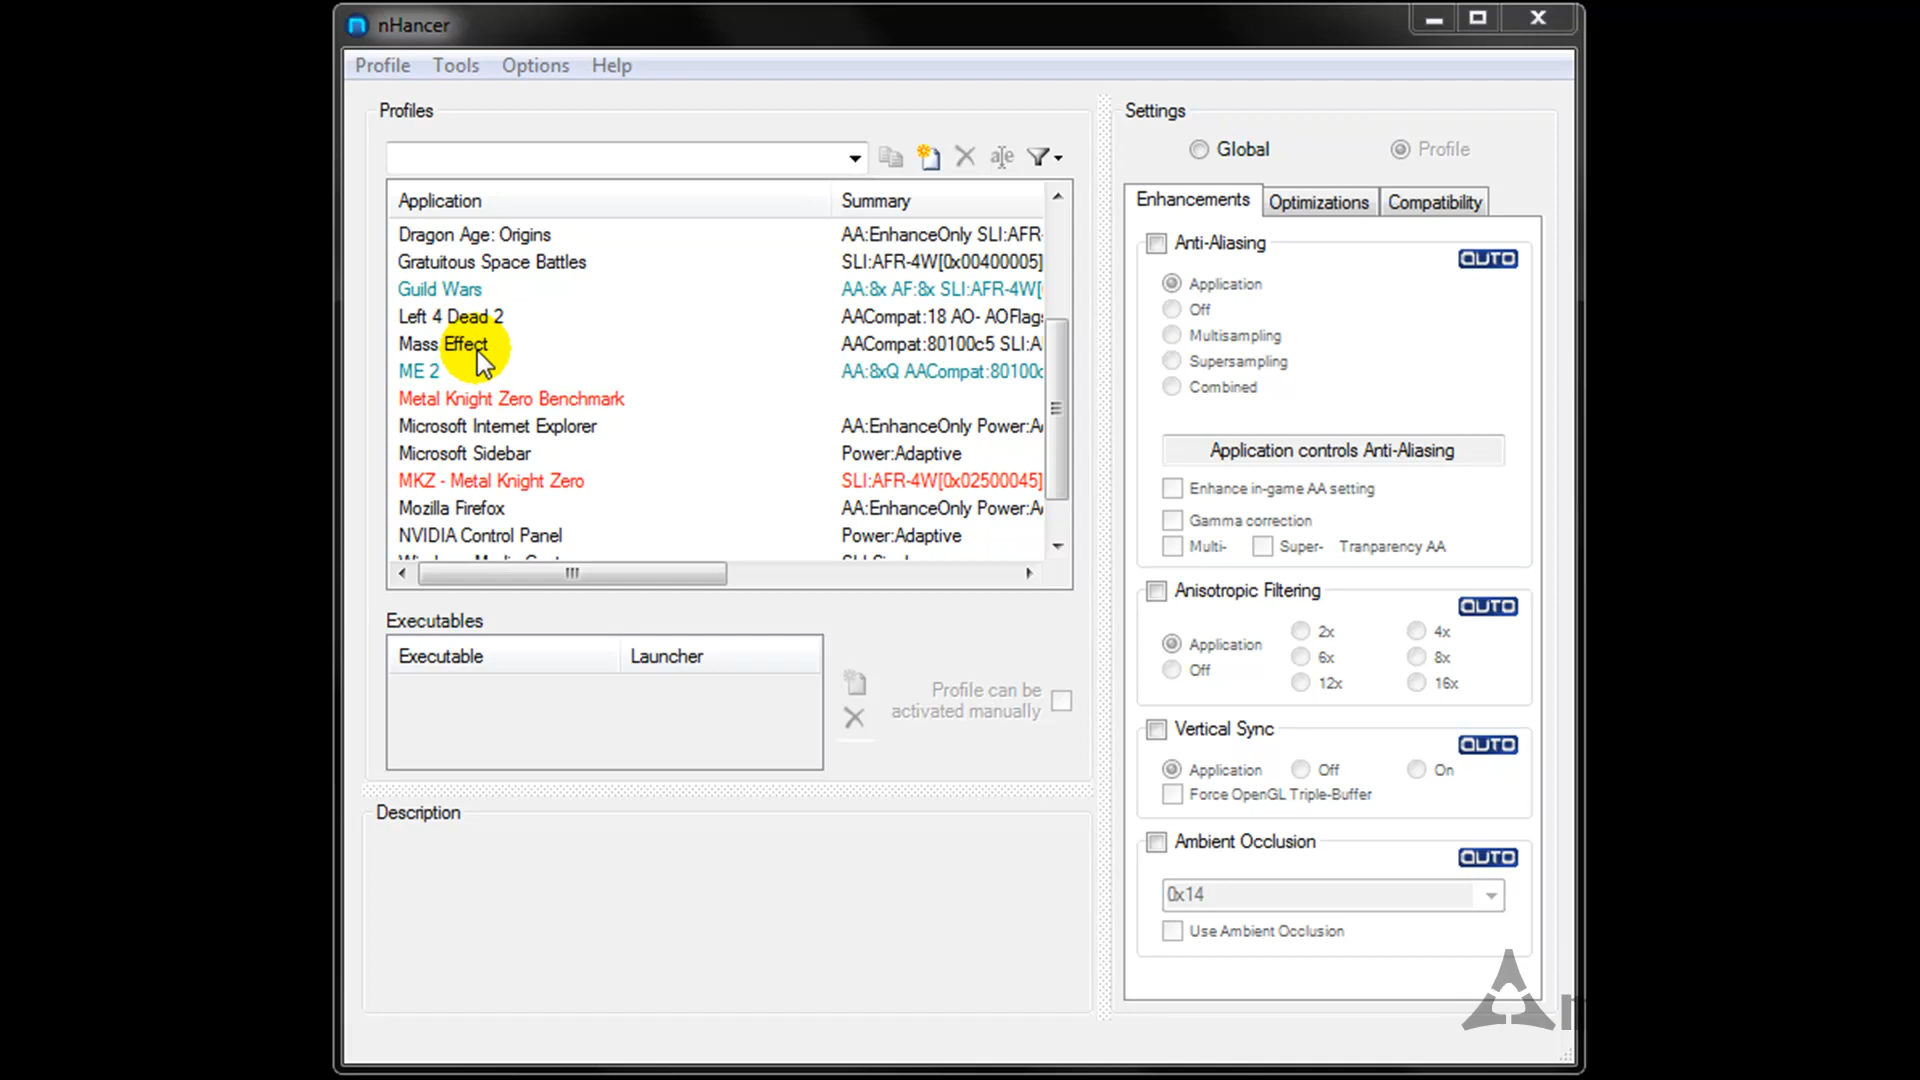 nHancer
Profile Tools Options Help
Profiles
Settings
Global Profile
Application Summary
Enhancements Optimizations Compatibility
Dragon Age: Origins AA:EnhanceOnly SLI:AFR-
Gratuitous Space Battles SLI:AFR-4W[0x00400005]
Guild Wars AA:8x AF:8x SLI:AFR-4W[
Left 4 Dead 2 AACompat:18 AO- AOFlags
Mass Effect AACompat:80100c5 SLI:A
ME 2 AA:8xQ AACompat:80100c
Metal Knight Zero Benchmark
Microsoft Internet Explorer AA:EnhanceOnly Power:A
Microsoft Sidebar Power:Adaptive
MKZ - Metal Knight Zero SLI:AFR-4W[0x02500045]
Mozilla Firefox AA:EnhanceOnly Power:A
NVIDIA Control Panel Power:Adaptive
Executables
Executable Launcher
Profile can be
activated manually
Description
Anti-Aliasing
AUTO
Application
Off
Multisampling
Supersampling
Combined
Application controls Anti-Aliasing
Enhance in-game AA setting
Gamma correction
Multi- Super- Tranparency AA
Anisotropic Filtering
AUTO
Application 2x 4x
Off 6x 8x
12x 16x
Vertical Sync
AUTO
Application Off On
Force OpenGL Triple-Buffer
Ambient Occlusion
AUTO
0x14
Use Ambient Occlusion